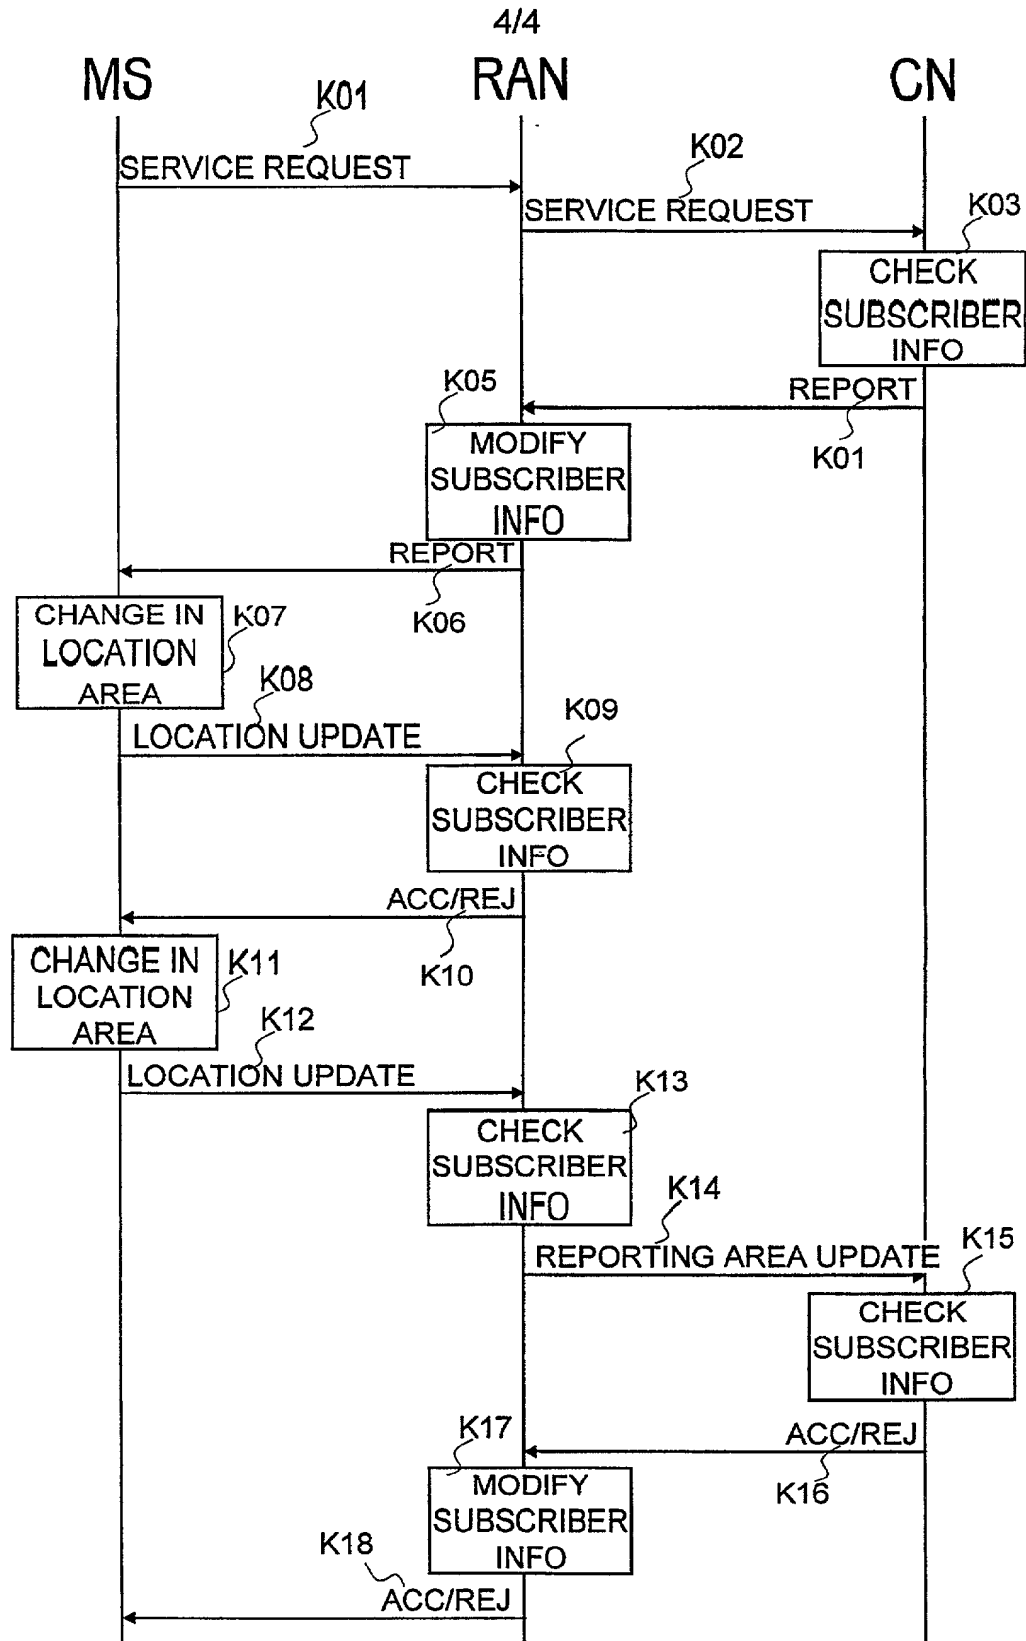 4/4
MS RAN CN
K01
SERVICE REQUEST
K02
SERVICE REQUEST
K03
CHECK
SUBSCRIBER
INFO
REPORT
K01
K05
MODIFY
SUBSCRIBER
INFO
REPORT
K06
CHANGE IN
LOCATION
AREA
K07
K08
LOCATION UPDATE
K09
CHECK
SUBSCRIBER
INFO
ACC/REJ
K10
CHANGE IN
LOCATION
AREA
K11
K12
LOCATION UPDATE
K13
CHECK
SUBSCRIBER
INFO
K14
REPORTING AREA UPDATE
K15
CHECK
SUBSCRIBER
INFO
ACC/REJ
K16
K17
MODIFY
SUBSCRIBER
INFO
K18
ACC/REJ